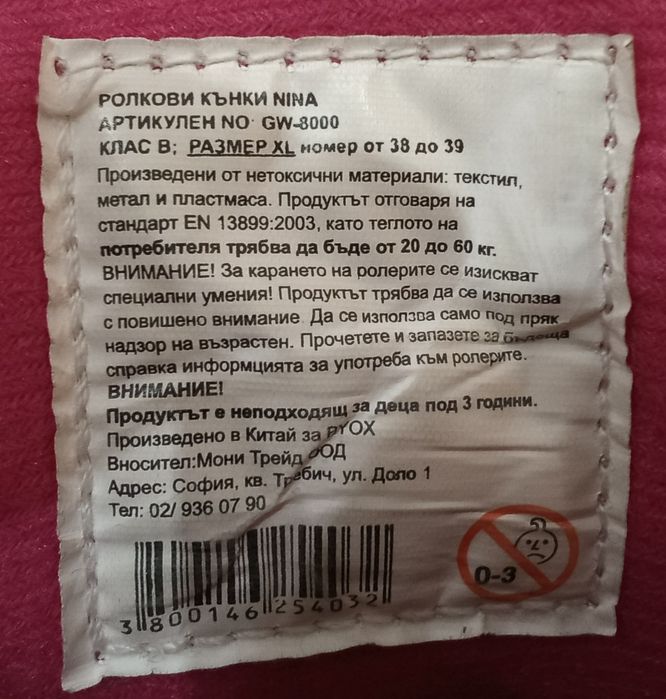 РОЛКОВИ КЪНКИ NINA
АРТИКУЛЕН NO GW-8000
КЛАС B; РАЗМЕР XL номер от 38 до 39
Произведени от нетоксични материали: текстил,
метал и пластмаса. Продуктът отговаря на
стандарт EN 13899:2003, като теглото на
потребителя трябва да бъде от 20 до 60 кг.
ВНИМАНИЕ! За карането на ролерите се изискват
специални умения! Продуктът трябва да се използва
с повишено внимание. Да се използва само под пряк
надзор на възрастен. Прочетете и запазете за бъдеща
справка информцията за употреба към ролерите.
ВНИМАНИЕ!
Продуктът е неподходящ за деца под 3 години.
Произведено в Китай за
Вносител:Мони Трейд ООД
Адрес: София, кв. Требич, ул. Доло 1
Тел: 02/ 936 07 90
0-3
3 800146 254032